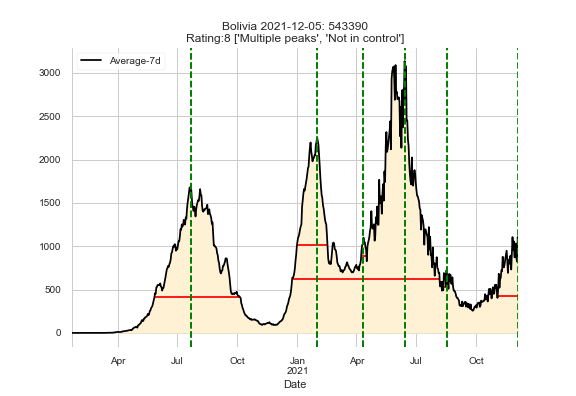 Bolivia 2021-12-05: 543390
Rating:8 ['Multiple peaks', 'Not in control']
Average-7d
3000
2500
2000
1500
1000
500
0
Apr Jul Oct Jan Apr Jul Oct
2021
Date